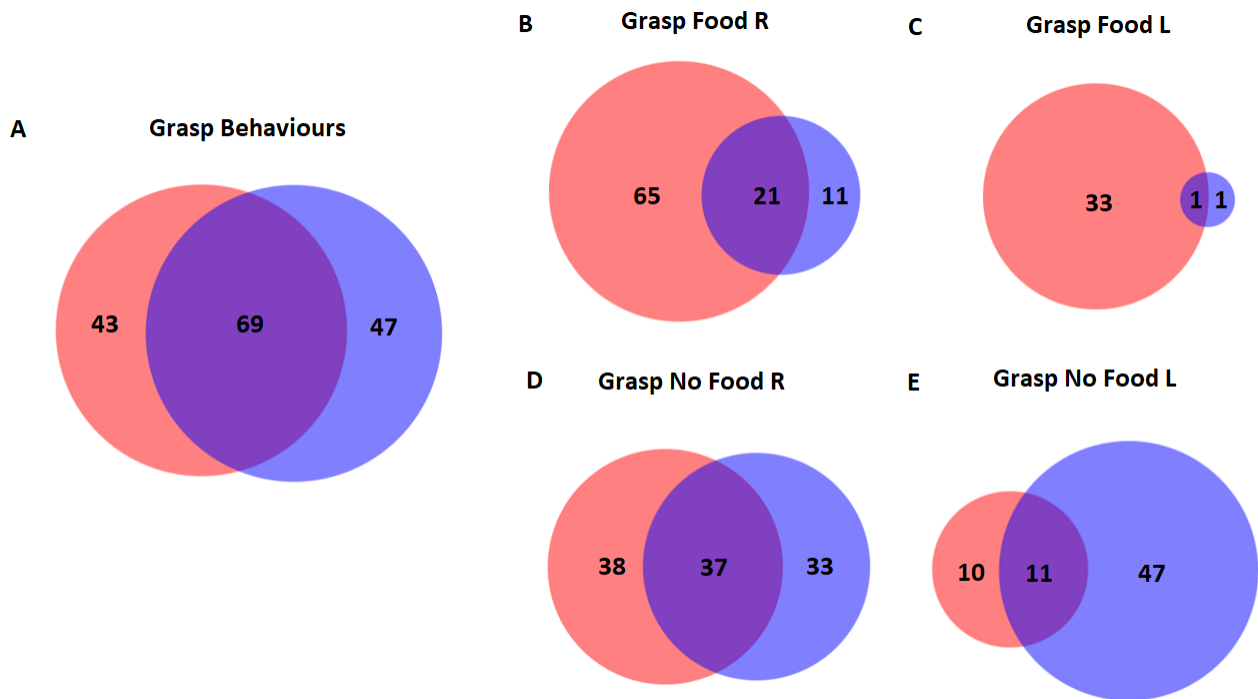 A
Grasp Behaviours
43
69
47
B
Grasp Food R
65
21
11
C
Grasp Food L
33
1
1
D
Grasp No Food R
38
37
33
E
Grasp No Food L
10
11
47